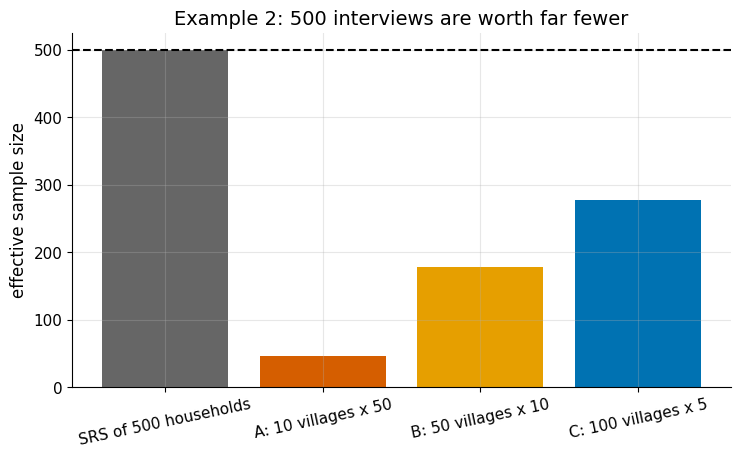 Example 2: 500 interviews are worth far fewer
effective sample size
500
400
300
200
100
0
SRS of 500 households
A: 10 villages x 50
B: 50 villages x 10
C: 100 villages x 5